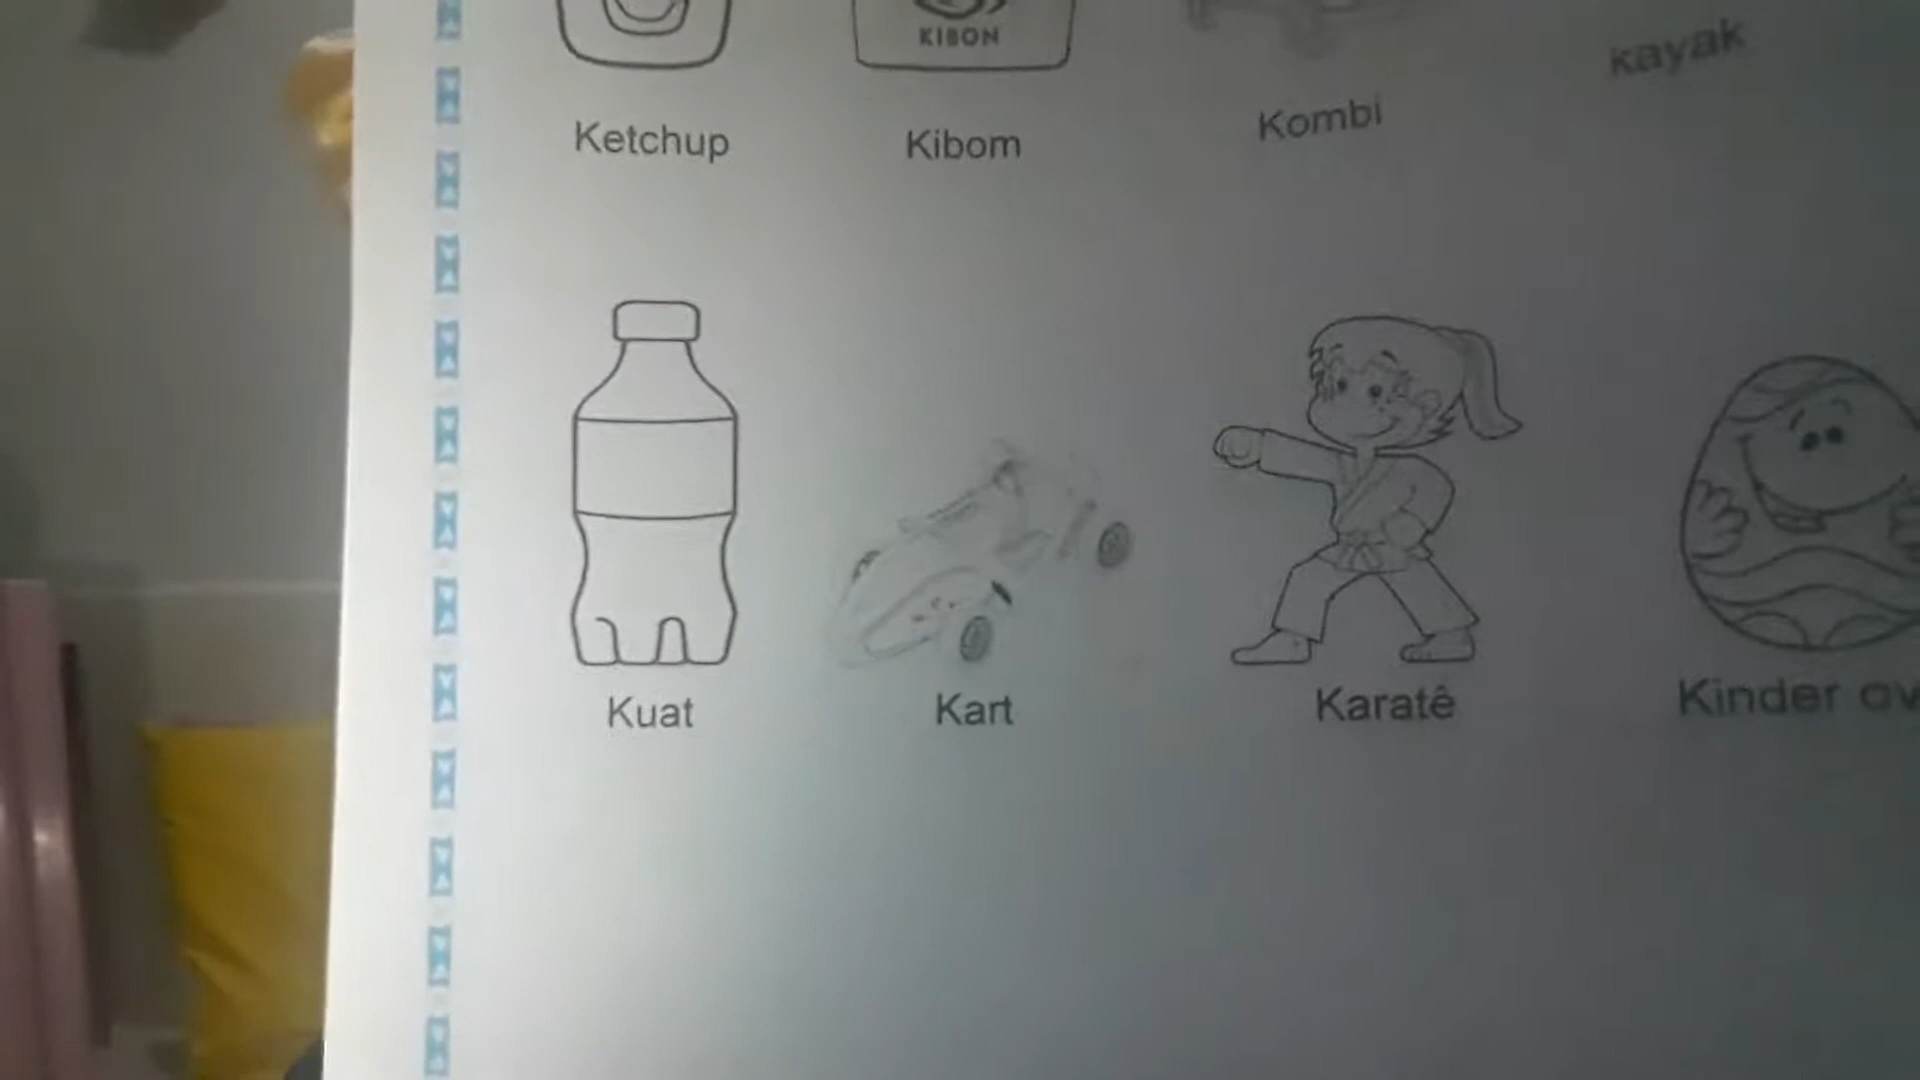 KIBON
Ketchup
Kibom
Kombi
kayak
Kuat
Kart
Karatê
Kinder